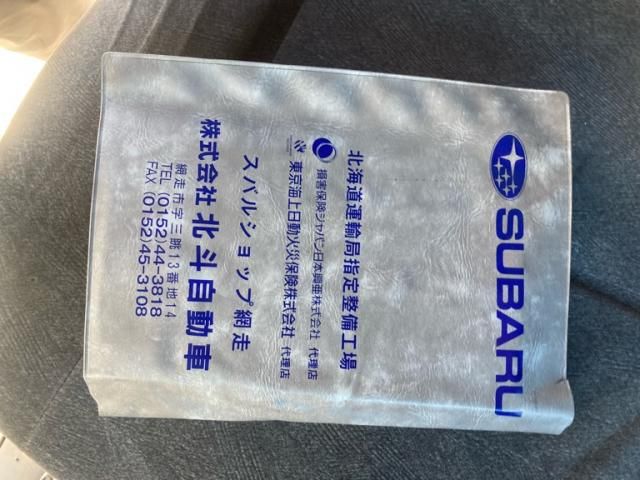 SUBARU
北海道運輸局指定整備工場
損害保険ジャパン日本興亜株式会社 代理店
東京海上日動火災保険株式会社 代理店
スバルショップ網走
株式会社 北斗自動車
網走市字三眺13番地14
TEL (0152)44-3818
FAX (0152)45-3108